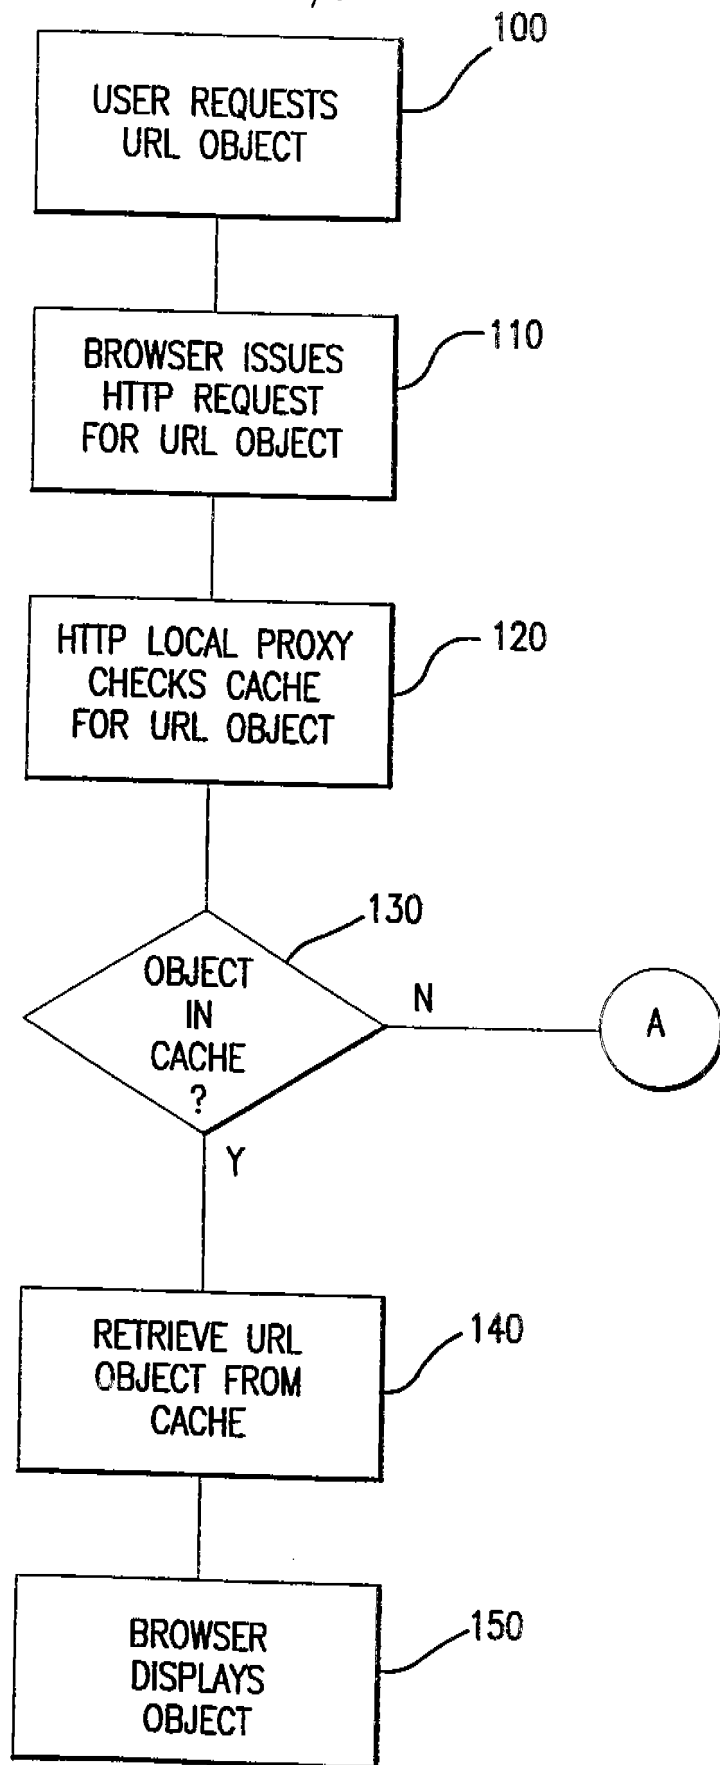 100
USER REQUESTS
URL OBJECT
110
BROWSER ISSUES
HTTP REQUEST
FOR URL OBJECT
120
HTTP LOCAL PROXY
CHECKS CACHE
FOR URL OBJECT
130
OBJECT
IN
CACHE
?
N
A
Y
140
RETRIEVE URL
OBJECT FROM
CACHE
150
BROWSER
DISPLAYS
OBJECT